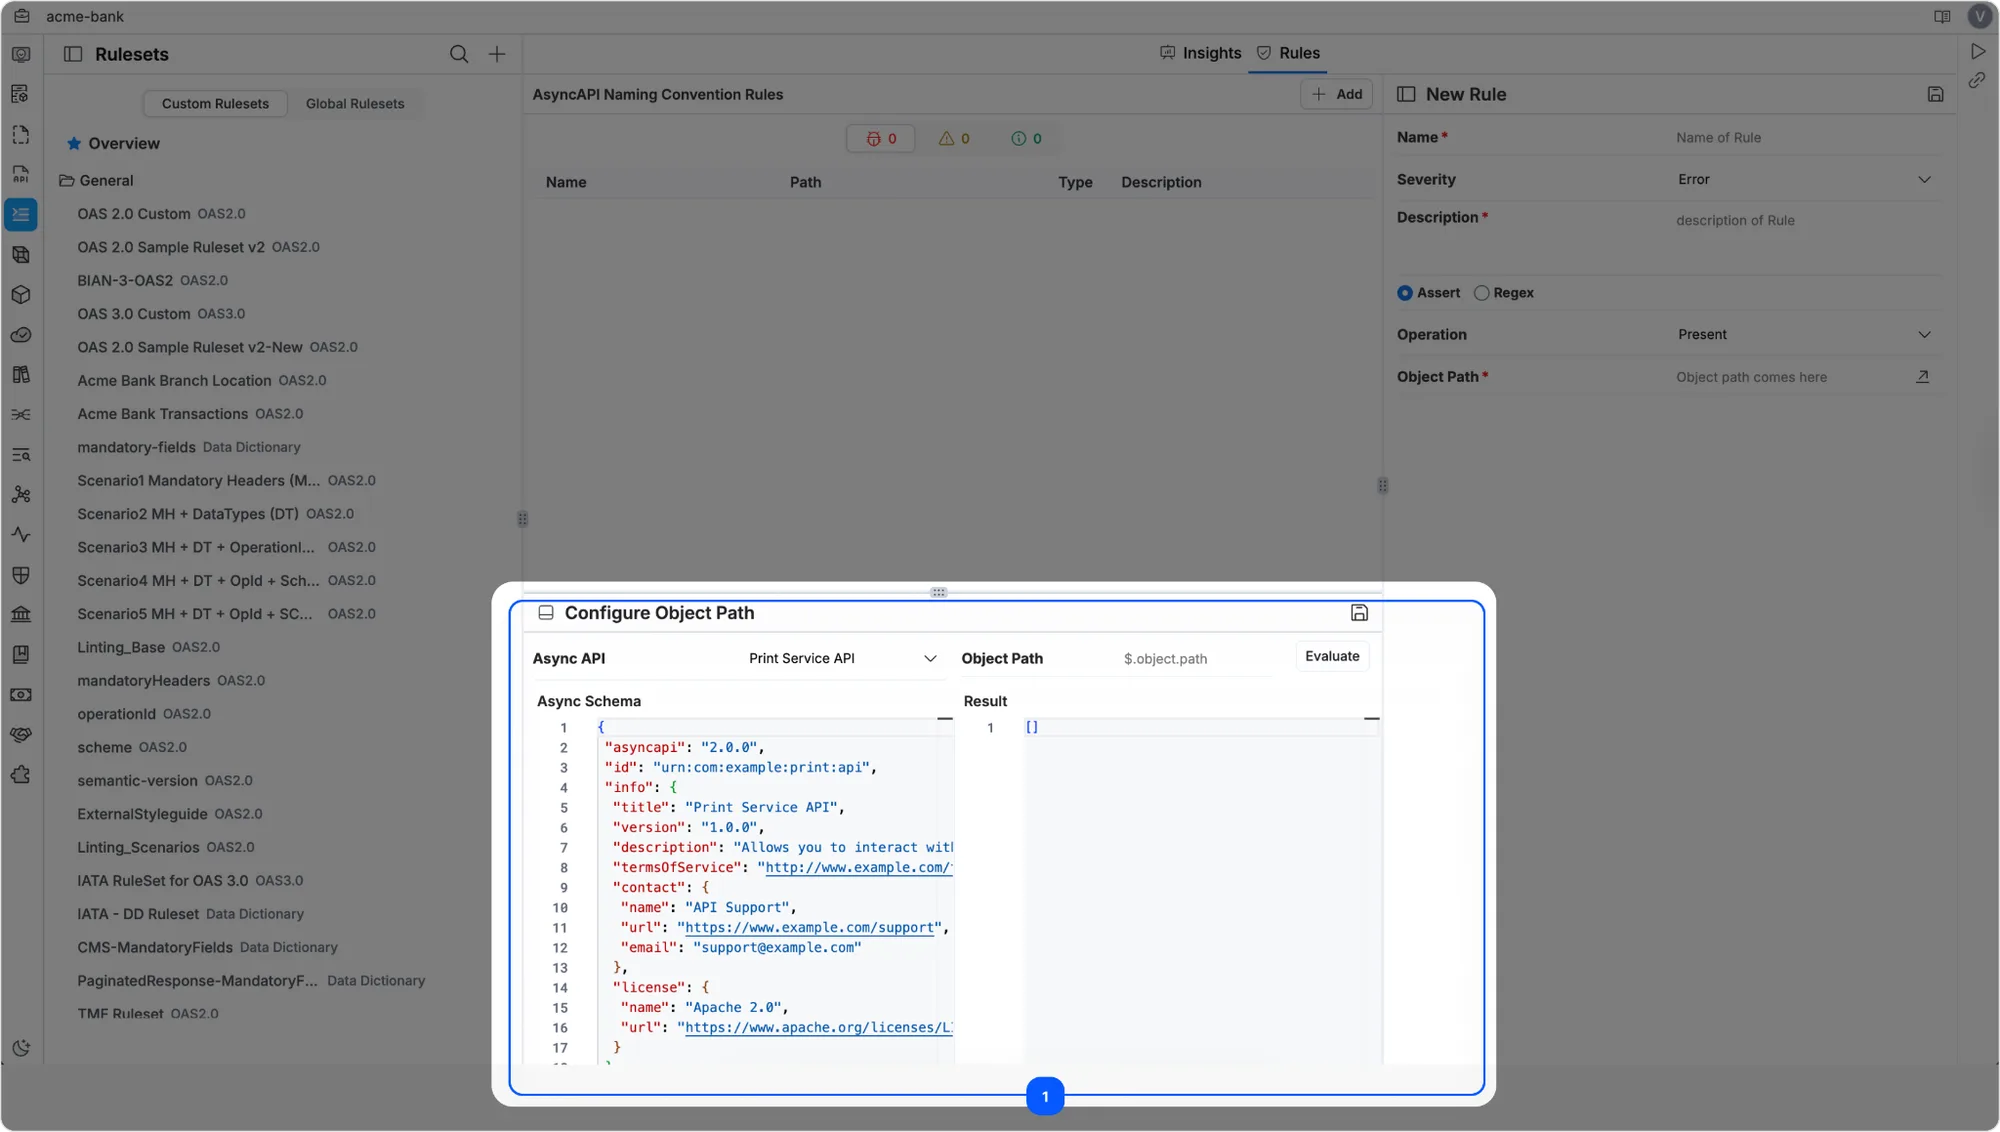 acme-bank
V
Rulesets
Insights
Rules
Custom Rulesets
Global Rulesets
Overview
General
OAS 2.0 Custom OAS2.0
OAS 2.0 Sample Ruleset v2 OAS2.0
BIAN-3-OAS2 OAS2.0
OAS 3.0 Custom OAS3.0
OAS 2.0 Sample Ruleset v2-New OAS2.0
Acme Bank Branch Location OAS2.0
Acme Bank Transactions OAS2.0
mandatory-fields Data Dictionary
Scenario1 Mandatory Headers (M... OAS2.0
Scenario2 MH + DataTypes (DT) OAS2.0
Scenario3 MH + DT + OperationI... OAS2.0
Scenario4 MH + DT + OpId + Sch... OAS2.0
Scenario5 MH + DT + OpId + SC... OAS2.0
Linting_Base OAS2.0
mandatoryHeaders OAS2.0
operationId OAS2.0
scheme OAS2.0
semantic-version OAS2.0
ExternalStyleguide OAS2.0
Linting_Scenarios OAS2.0
IATA RuleSet for OAS 3.0 OAS3.0
IATA - DD Ruleset Data Dictionary
CMS-MandatoryFields Data Dictionary
PaginatedResponse-MandatoryF... Data Dictionary
TMF Ruleset OAS2.0
API
AsyncAPI Naming Convention Rules
Add
0 0 0
Name Path Type Description
New Rule
Name* Name of Rule
Severity Error
Description* description of Rule
Assert Regex
Operation Present
Object Path* Object path comes here
Configure Object Path
Async API Print Service API
Object Path $.object.path Evaluate
Async Schema
1 {
2 "asyncapi": "2.0.0",
3 "id": "urn:com:example:print:api",
4 "info": {
5 "title": "Print Service API",
6 "version": "1.0.0",
7 "description": "Allows you to interact with
8 "termsOfService": "http://www.example.com/
9 "contact": {
10 "name": "API Support",
11 "url": "https://www.example.com/support",
12 "email": "support@example.com"
13 },
14 "license": {
15 "name": "Apache 2.0",
16 "url": "https://www.apache.org/licenses/L
17 }
Result
1 []
1